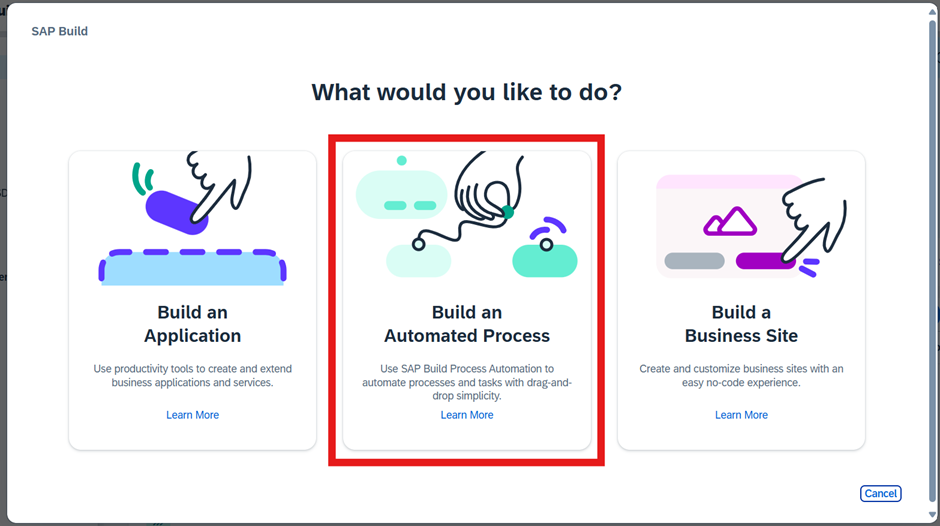 SAP Build
What would you like to do?
Build an
Application
Use productivity tools to create and extend
business applications and services.
Learn More
Build an
Automated Process
Use SAP Build Process Automation to
automate processes and tasks with drag-and-
drop simplicity.
Learn More
Build a
Business Site
Create and customize business sites with an
easy no-code experience.
Learn More
Cancel